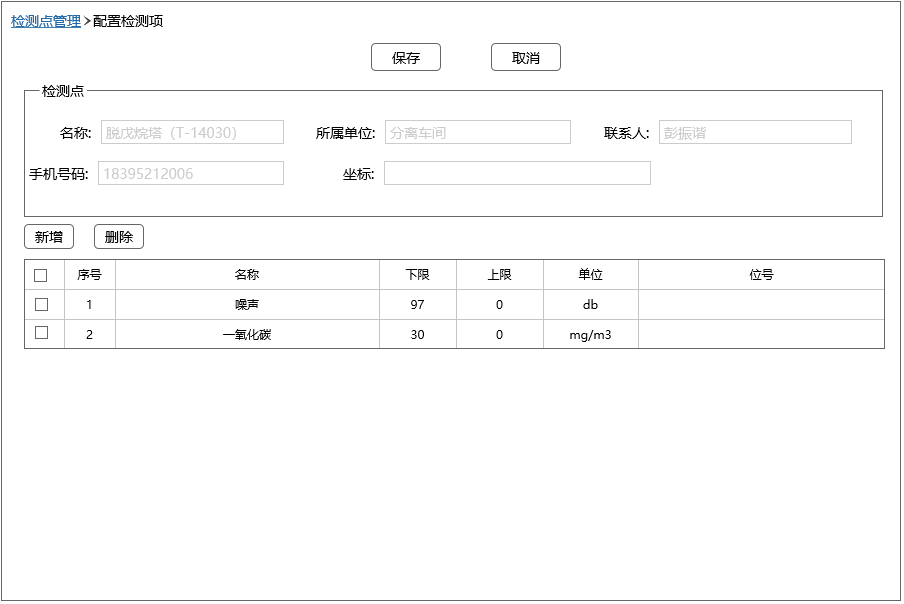 检测点管理>配置检测项
保存 取消
检测点
名称: 脱戊烷塔（T-14030） 所属单位: 分离车间 联系人: 彭振谐
手机号码: 18395212006 坐标:
新增 删除
序号 名称 下限 上限 单位 位号
1 噪声 97 0 db
2 一氧化碳 30 0 mg/m3